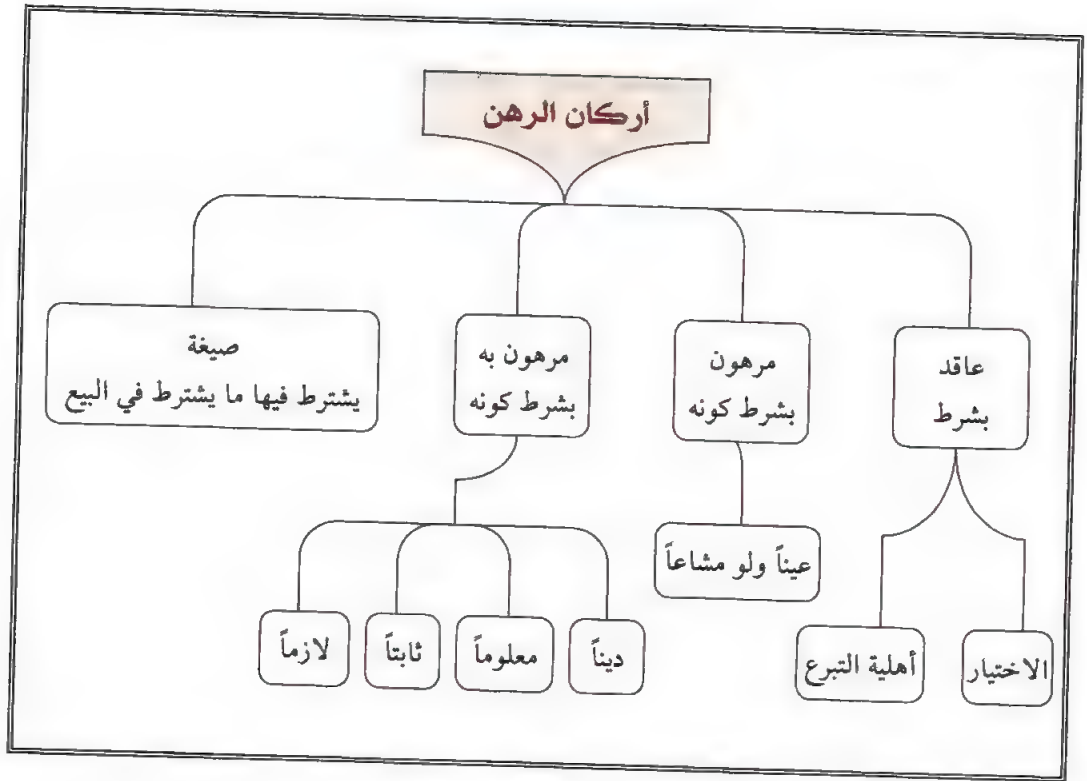 أركان الرهن
عاقد
بشرط
مرهون
بشرط كونه
مرهون به
بشرط كونه
صيغة
يشترط فيها ما يشترط في البيع
الاختيار
أهلية التبرع
عيناً ولو مشاعاً
ديناً
معلوماً
ثابتاً
لازماً